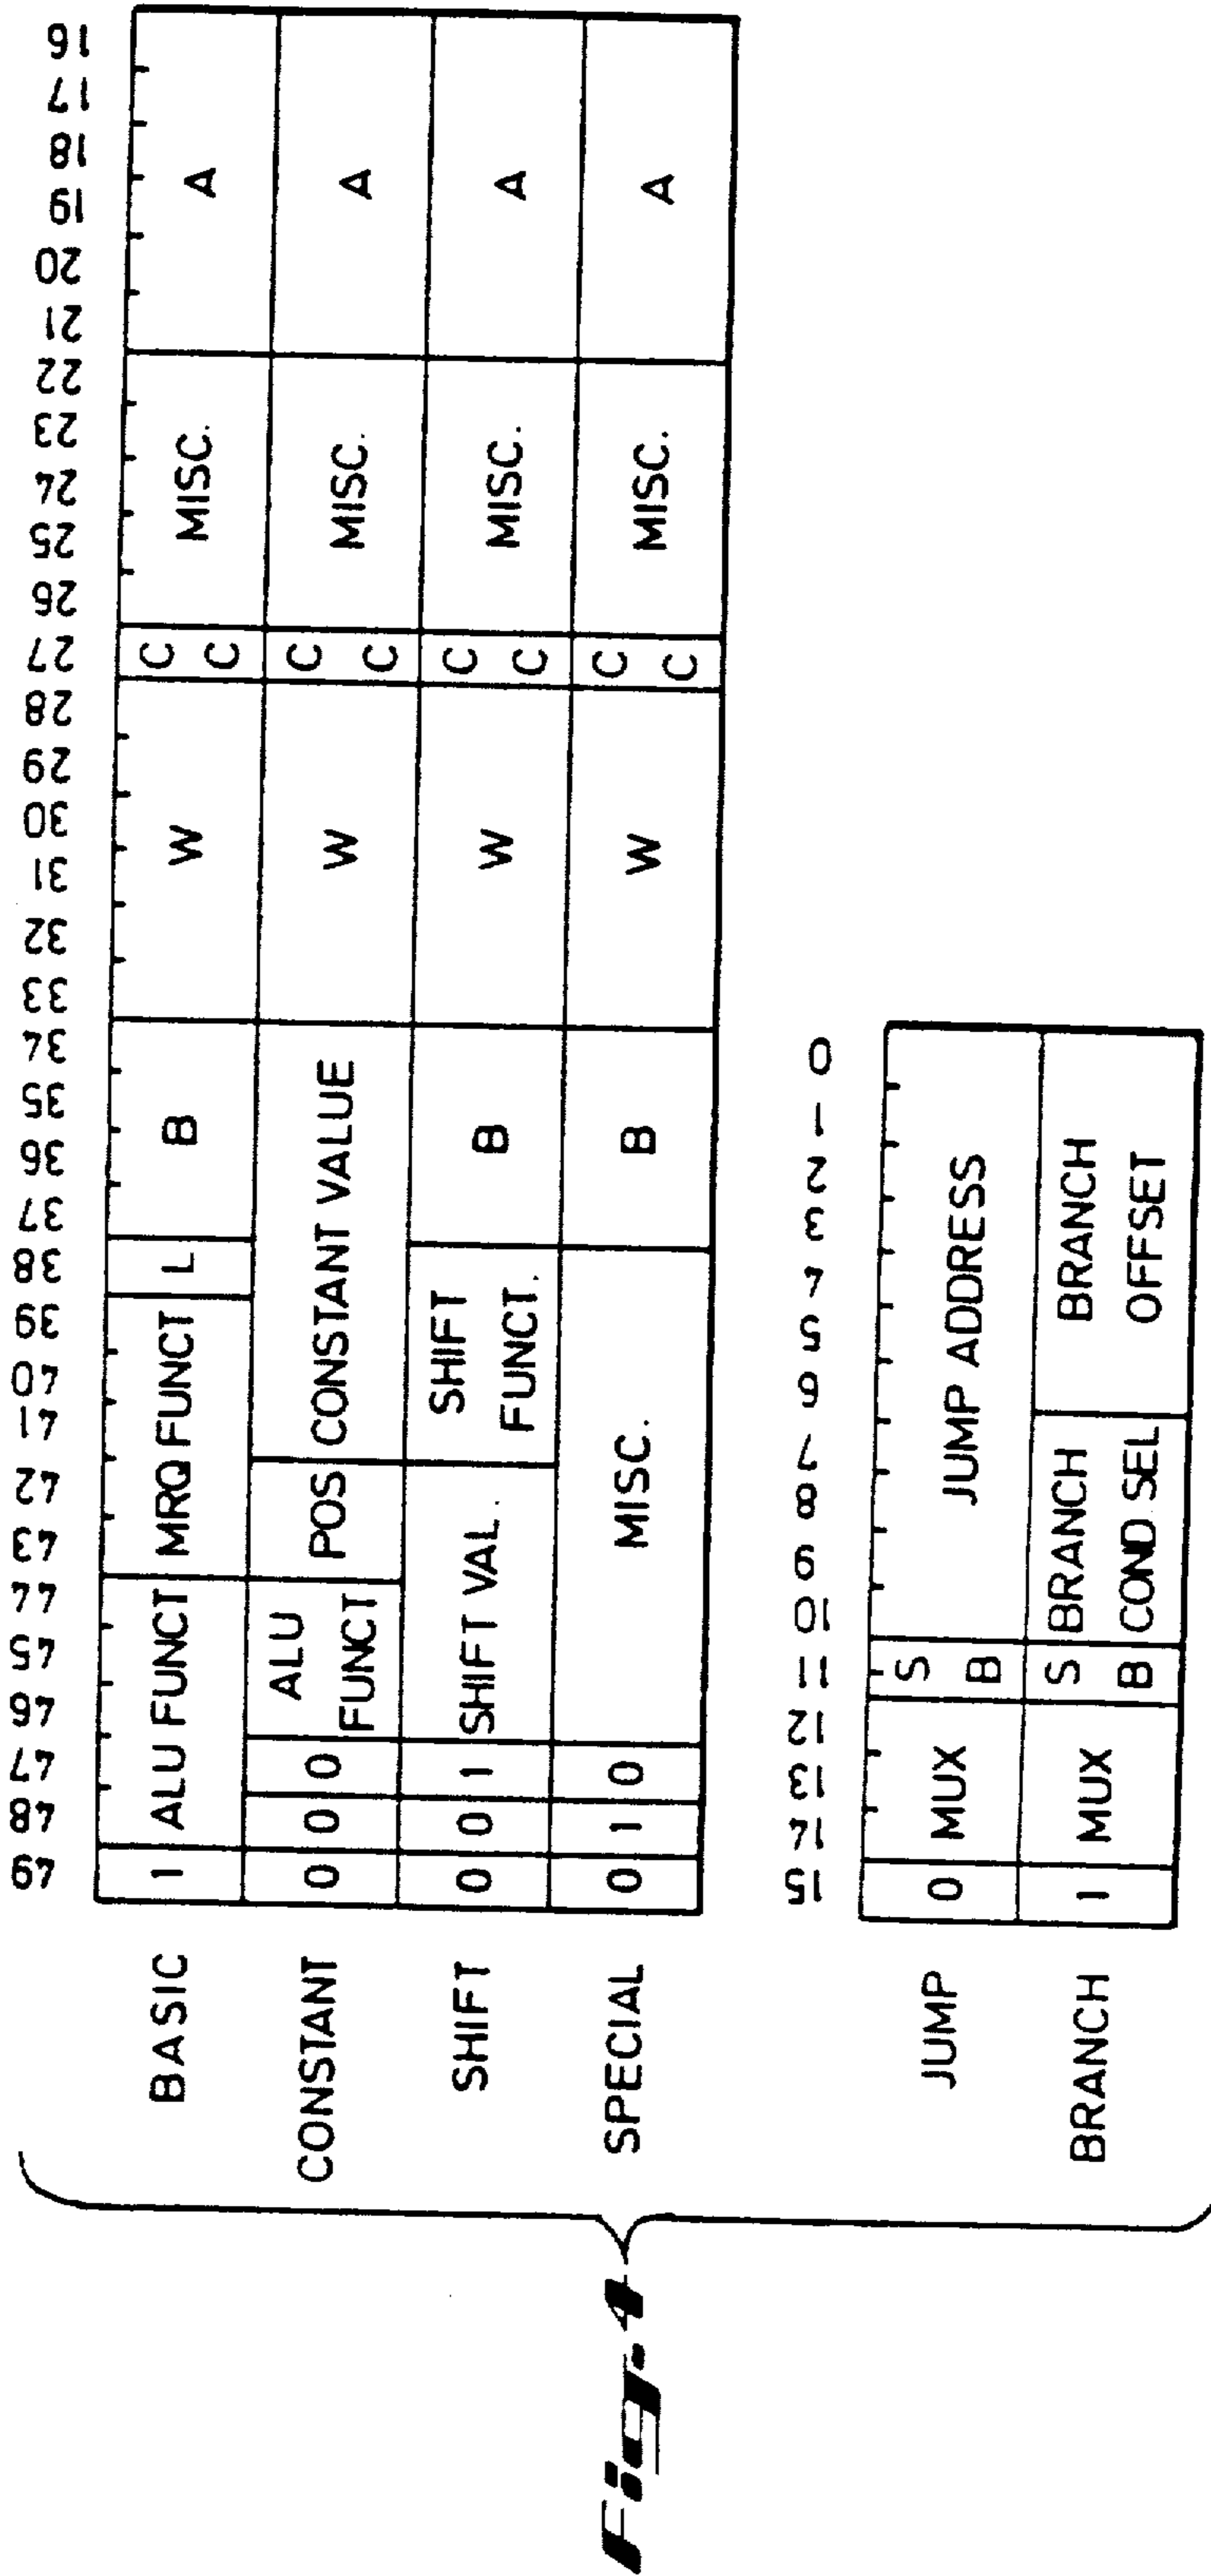 49 48 47 46 45 44 43 42 41 40 39 38 37 36 35 34 33 32 31 30 29 28 27 26 25 24 23 22 21 20 19 18 17 16
BASIC 1 ALU FUNCT MRQ FUNCT L B W C C MISC. A
CONSTANT 0 0 0 ALU FUNCT POS CONSTANT VALUE W C C MISC. A
SHIFT 0 0 1 SHIFT VAL. SHIFT FUNCT. B W C C MISC. A
SPECIAL 0 1 0 MISC. B W C C MISC. A
15 14 13 12 11 10 9 8 7 6 5 4 3 2 1 0
JUMP 0 MUX S B JUMP ADDRESS
BRANCH 1 MUX S B BRANCH COND SEL BRANCH OFFSET
Fig-4